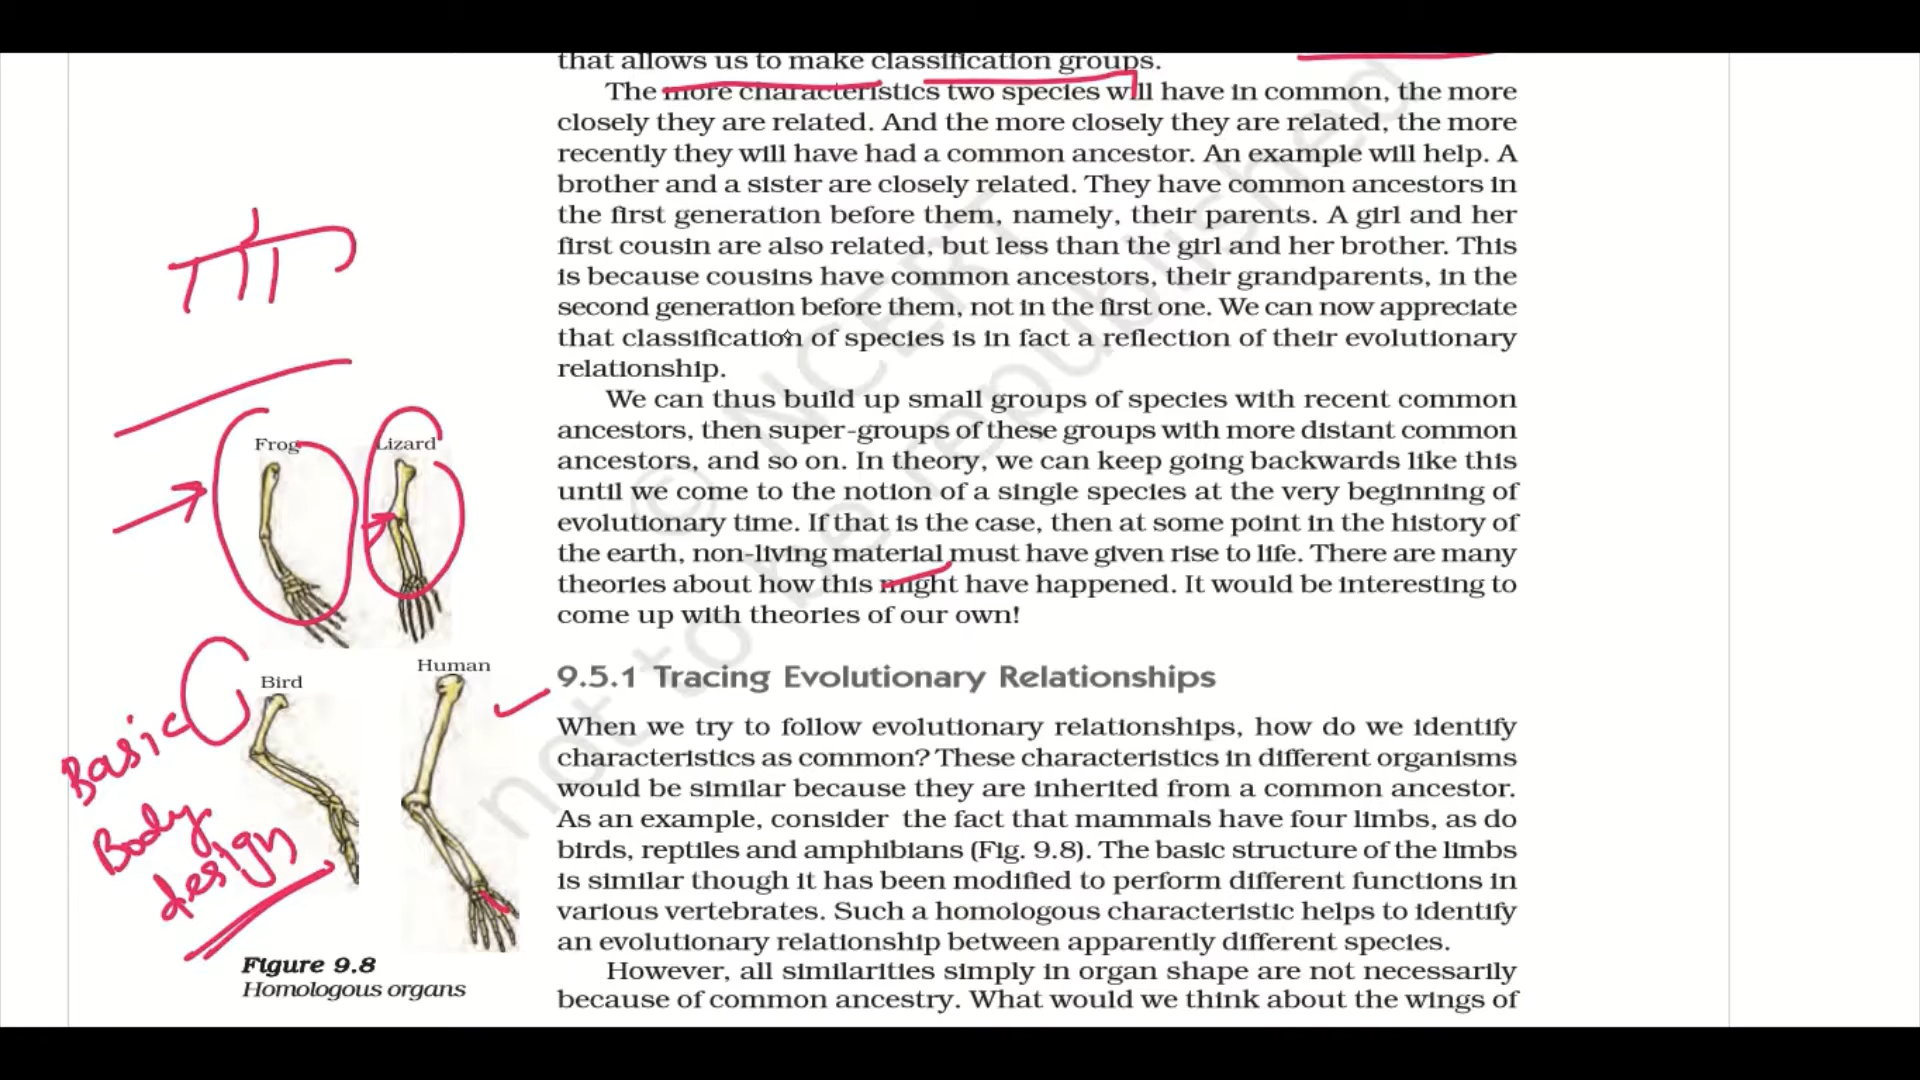 that allows us to make classification groups.
The more characteristics two species will have in common, the more
closely they are related. And the more closely they are related, the more
recently they will have had a common ancestor. An example will help. A
brother and a sister are closely related. They have common ancestors in
the first generation before them, namely, their parents. A girl and her
first cousin are also related, but less than the girl and her brother. This
is because cousins have common ancestors, their grandparents, in the
second generation before them, not in the first one. We can now appreciate
that classification of species is in fact a reflection of their evolutionary
relationship.
We can thus build up small groups of species with recent common
ancestors, then super-groups of these groups with more distant common
ancestors, and so on. In theory, we can keep going backwards like this
until we come to the notion of a single species at the very beginning of
evolutionary time. If that is the case, then at some point in the history of
the earth, non-living material must have given rise to life. There are many
theories about how this might have happened. It would be interesting to
come up with theories of our own!
9.5.1 Tracing Evolutionary Relationships
When we try to follow evolutionary relationships, how do we identify
characteristics as common? These characteristics in different organisms
would be similar because they are inherited from a common ancestor.
As an example, consider the fact that mammals have four limbs, as do
birds, reptiles and amphibians (Fig. 9.8). The basic structure of the limbs
is similar though it has been modified to perform different functions in
various vertebrates. Such a homologous characteristic helps to identify
an evolutionary relationship between apparently different species.
However, all similarities simply in organ shape are not necessarily
because of common ancestry. What would we think about the wings of
Frog
Lizard
Bird
Human
Basic
Body
design
Figure 9.8
Homologous organs
© NCERT
not to be republished